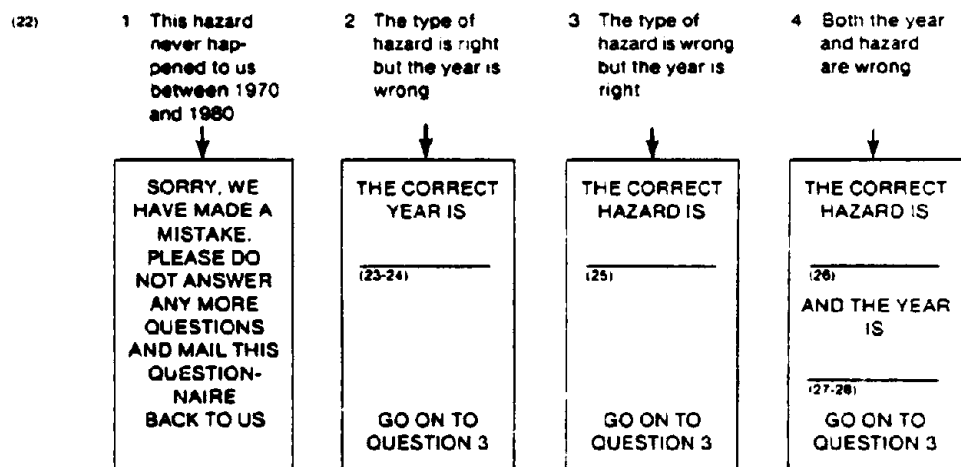 (22)
1 This hazard
never hap-
pened to us
between 1970
and 1980
SORRY, WE
HAVE MADE A
MISTAKE.
PLEASE DO
NOT ANSWER
ANY MORE
QUESTIONS
AND MAIL THIS
QUESTION-
NAIRE
BACK TO US
2 The type of
hazard is right
but the year is
wrong
THE CORRECT
YEAR IS
(23-24)
GO ON TO
QUESTION 3
3 The type of
hazard is wrong
but the year is
right
THE CORRECT
HAZARD IS
(25)
GO ON TO
QUESTION 3
4 Both the year
and hazard
are wrong
THE CORRECT
HAZARD IS
(26)
AND THE YEAR
IS
(27-28)
GO ON TO
QUESTION 3